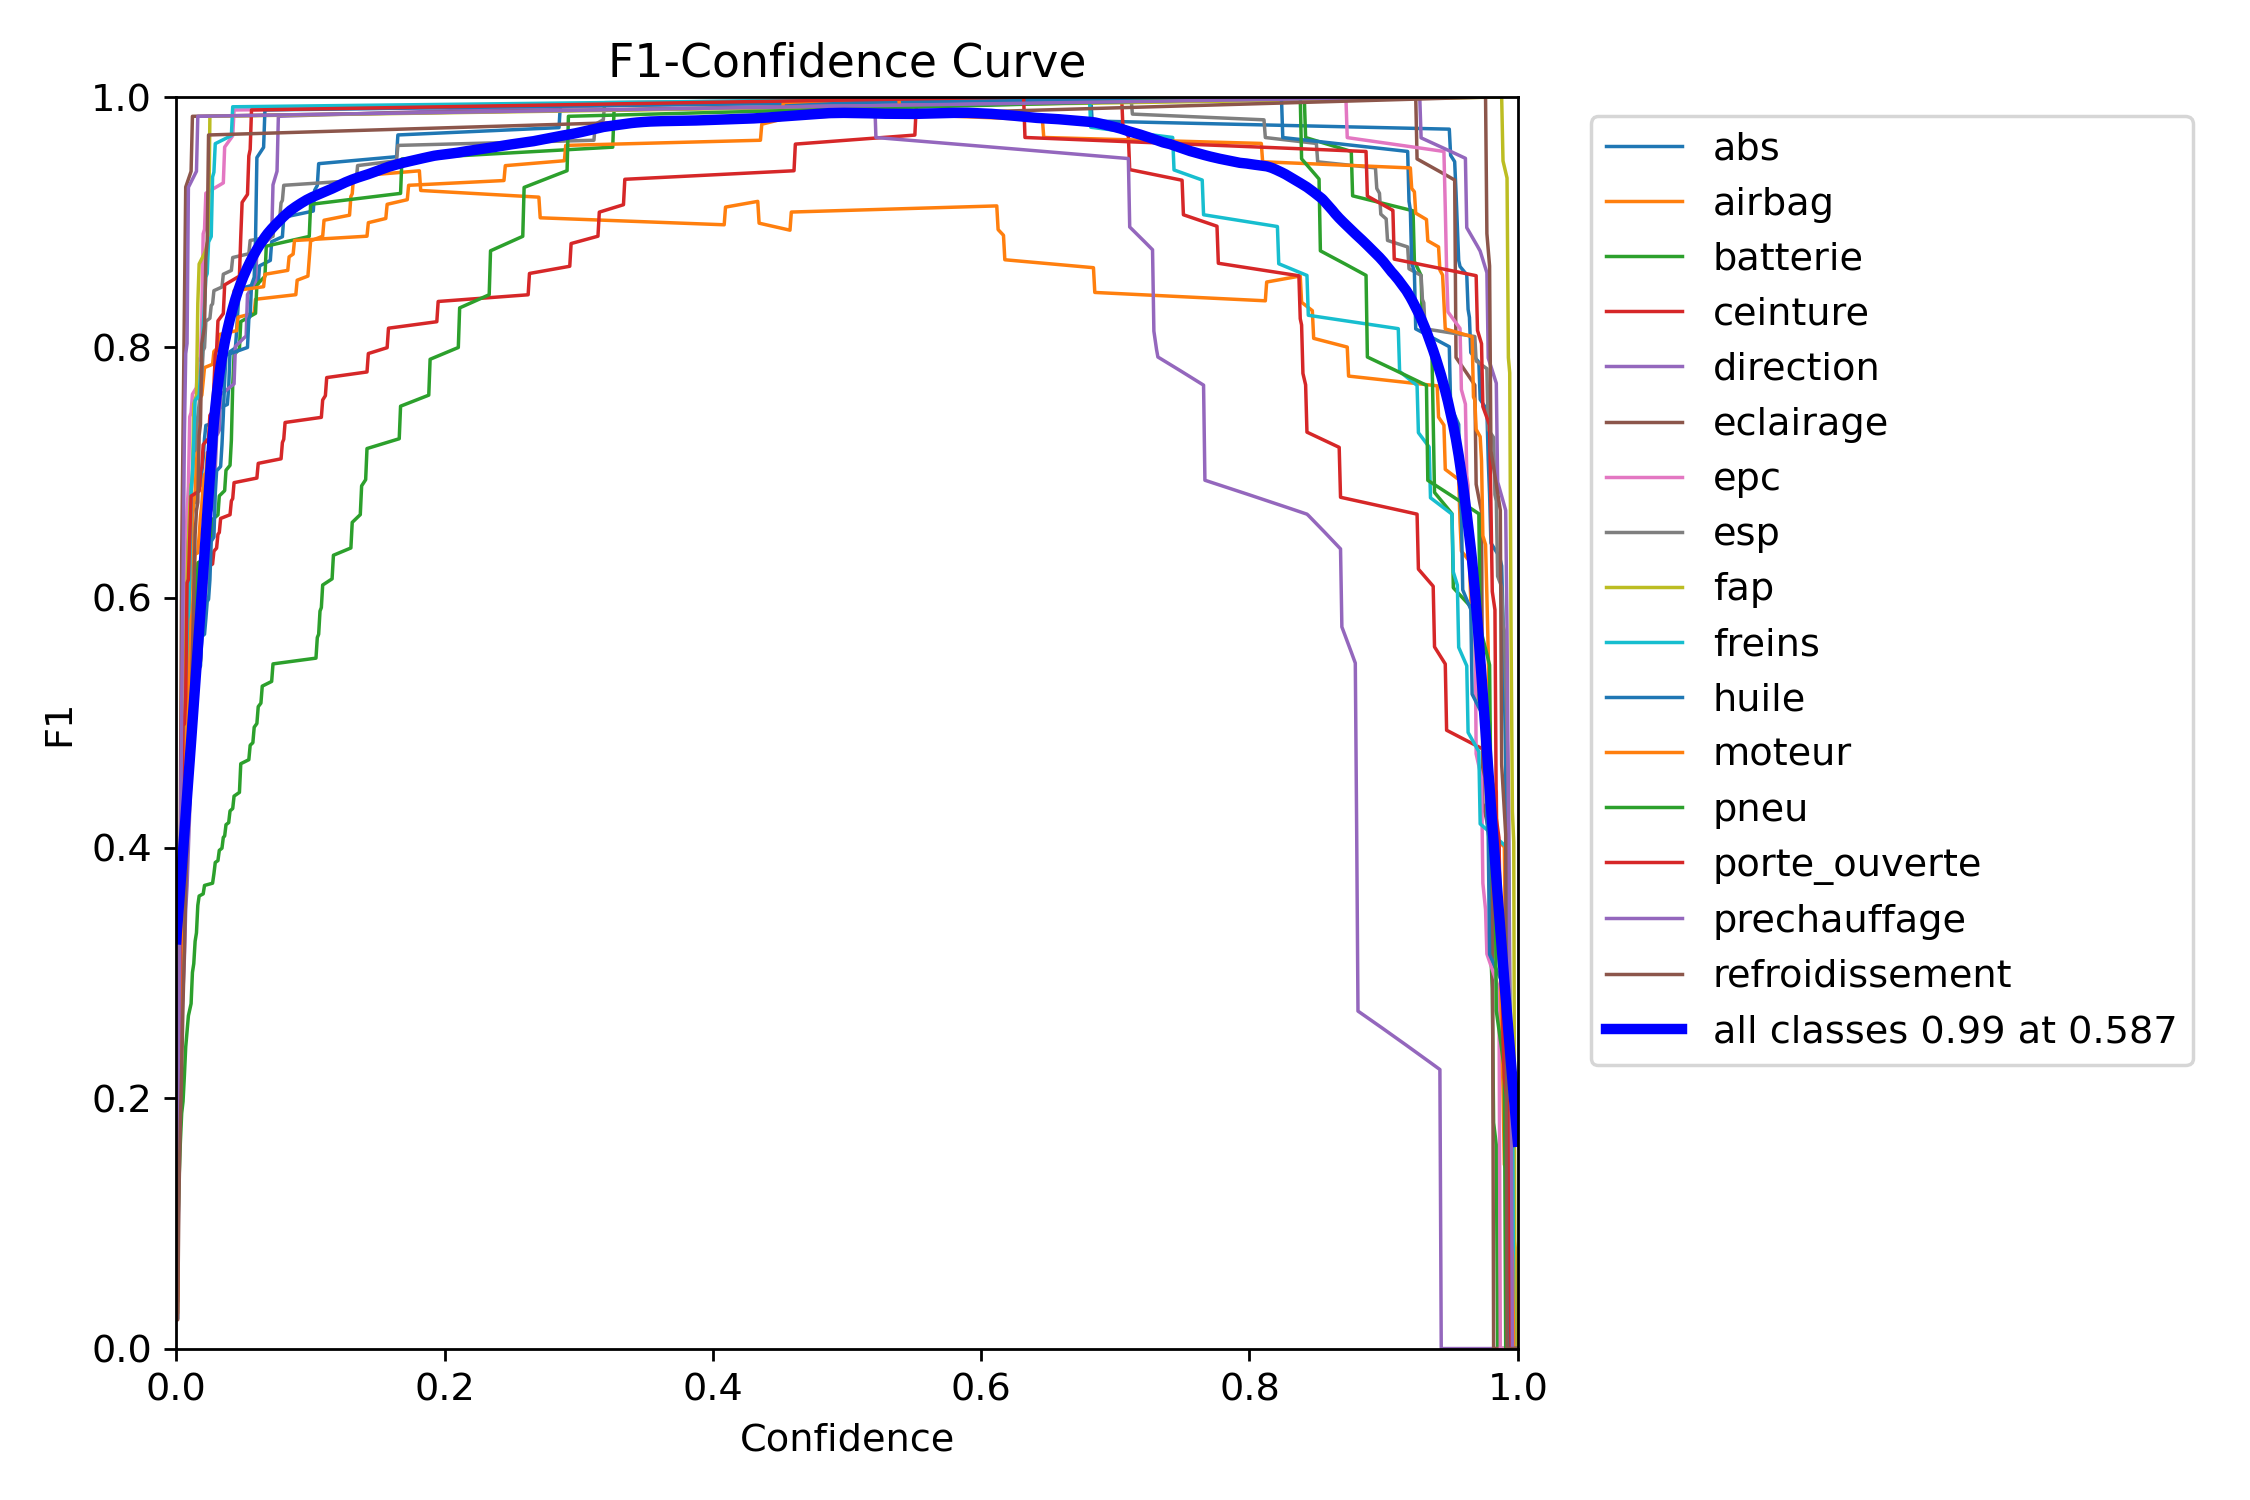 F1-Confidence Curve
1.0
0.8
0.6
0.4
0.2
0.0
F1
0.0 0.2 0.4 0.6 0.8 1.0
Confidence
abs
airbag
batterie
ceinture
direction
eclairage
epc
esp
fap
freins
huile
moteur
pneu
porte_ouverte
prechauffage
refroidissement
all classes 0.99 at 0.587